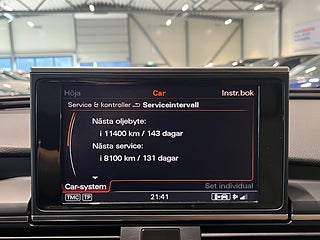 Höja Car Instr.bok
Service & kontroller Serviceintervall
Nästa oljebyte:
i 11400 km / 143 dagar
Nästa service:
i 8100 km / 131 dagar
Car-system Set individual
TMC TP 21:41